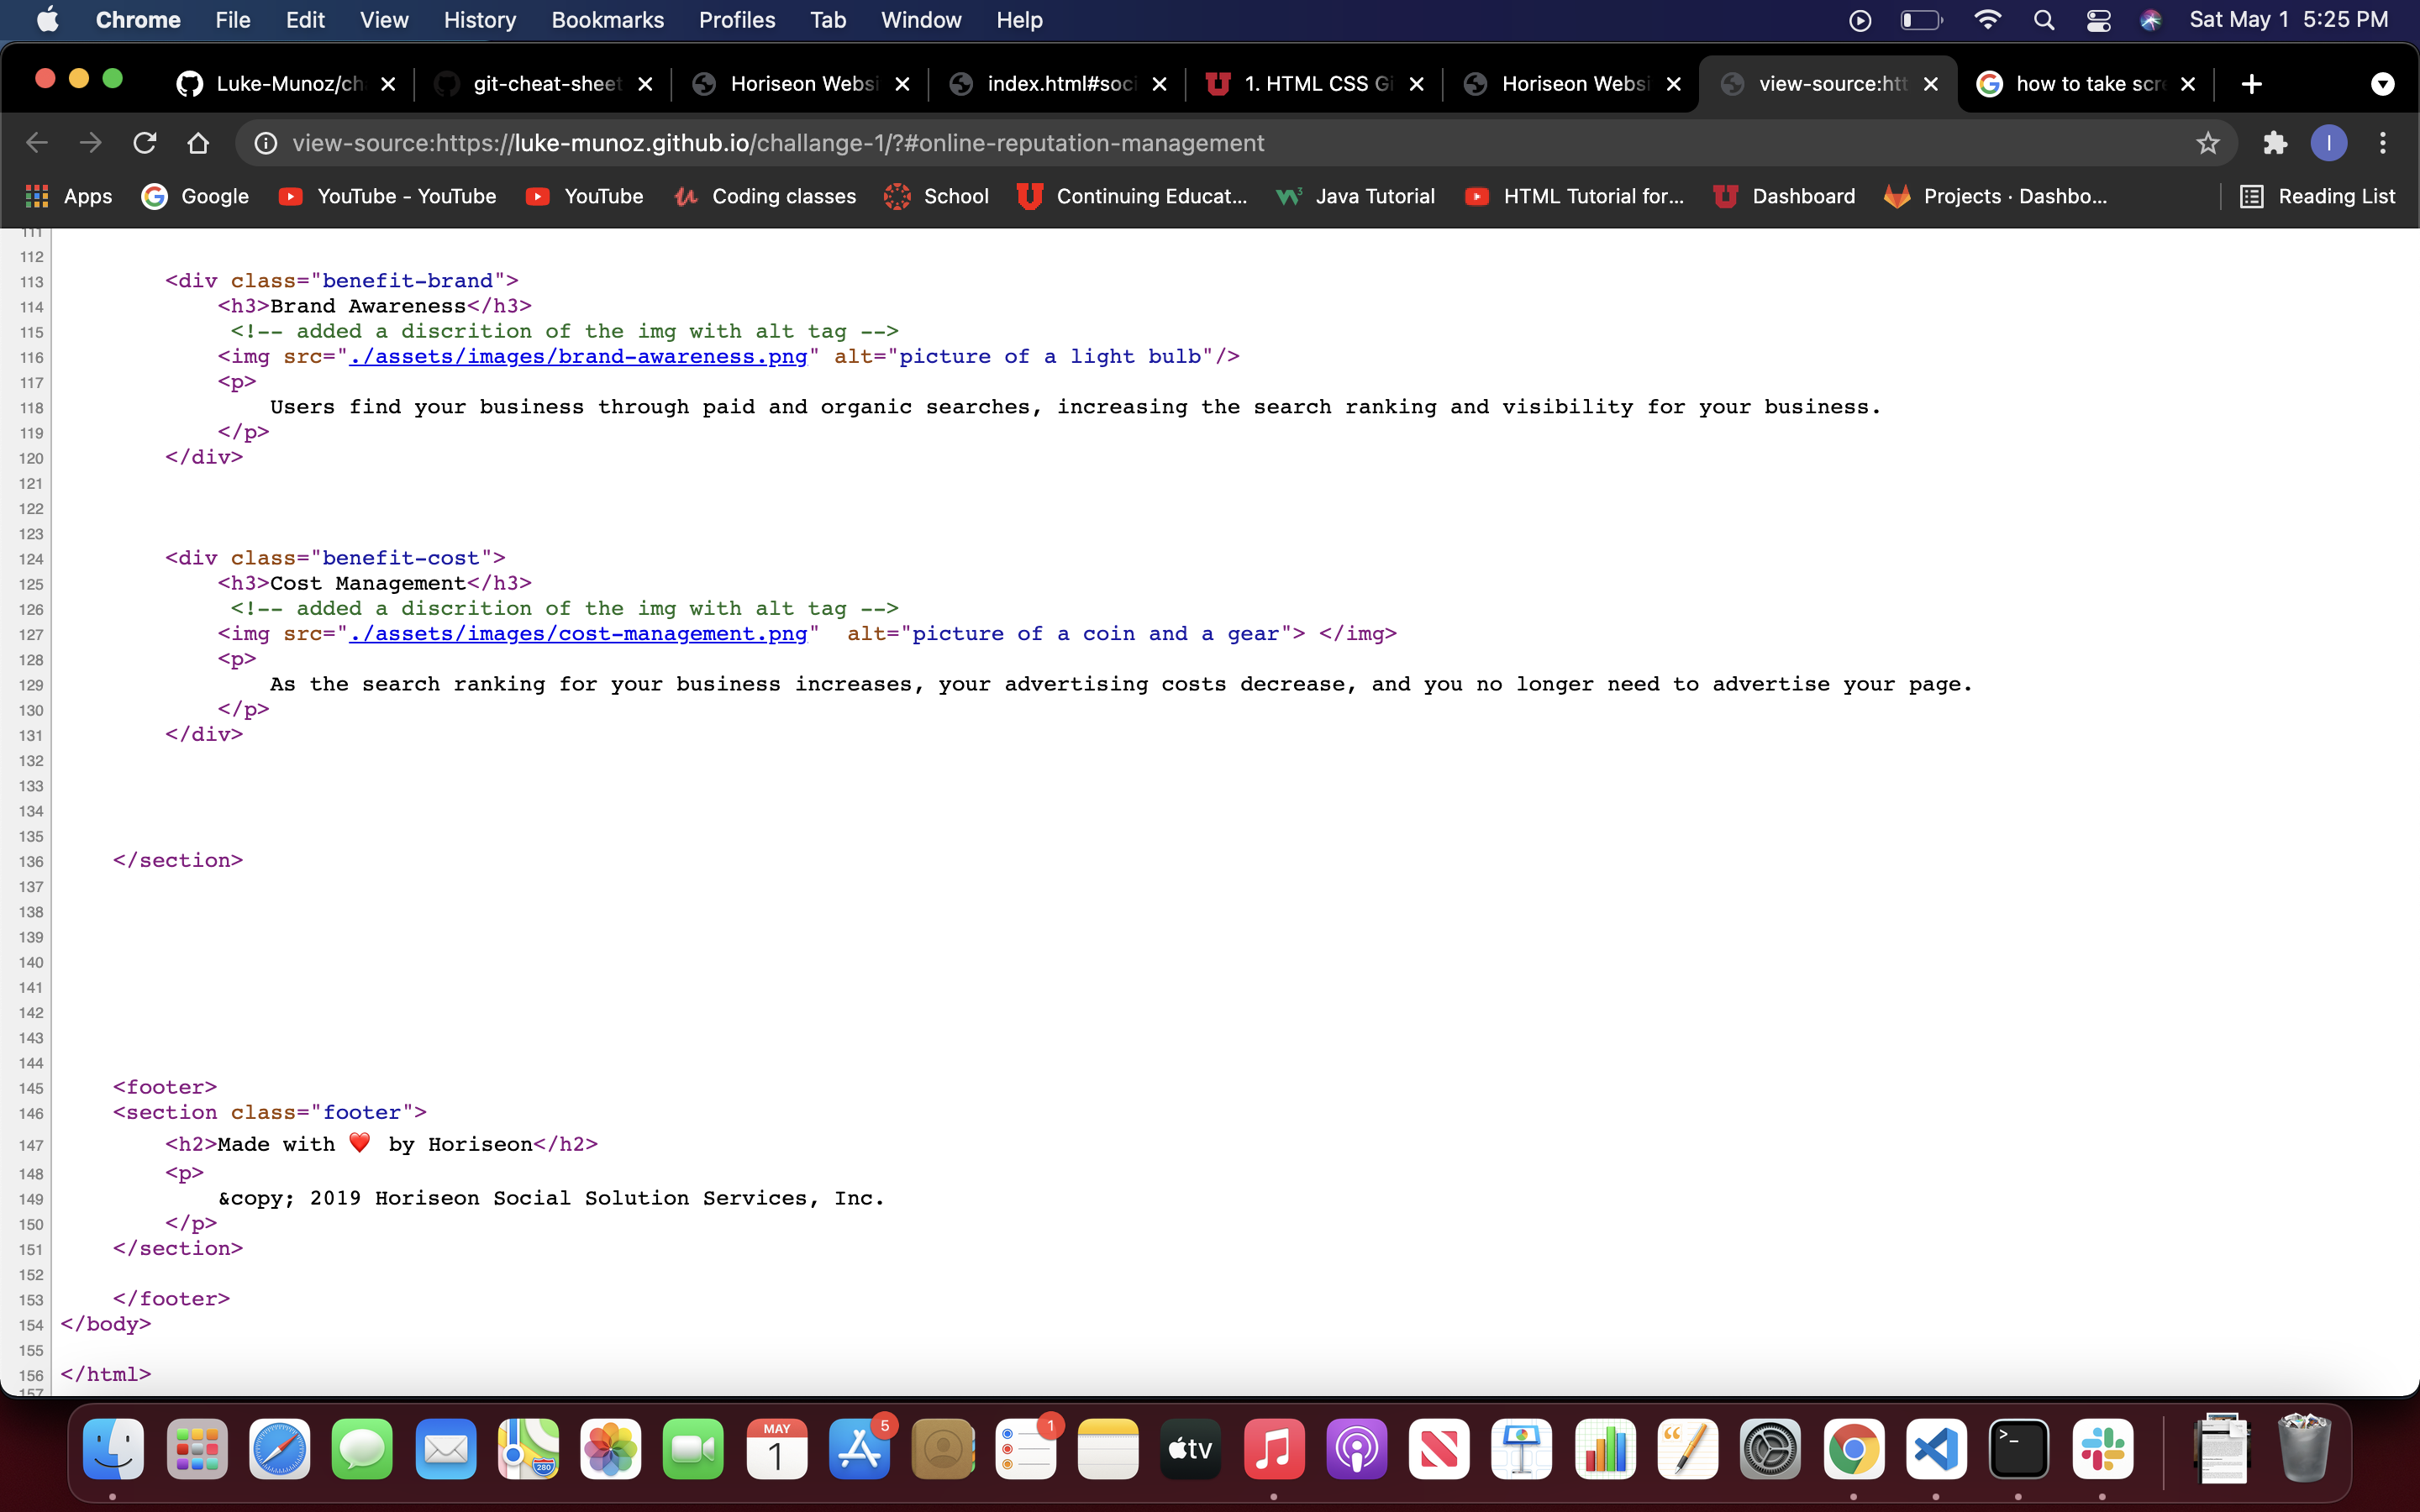 Chrome File Edit View History Bookmarks Profiles Tab Window Help Sat May 1 5:25 PM
Luke-Munoz/ch git-cheat-sheet Horiseon Websi index.html#soci 1. HTML CSS Gi Horiseon Websi view-source:htt how to take scre
view-source:https://luke-munoz.github.io/challange-1/?#online-reputation-management
Apps Google YouTube - YouTube YouTube Coding classes School Continuing Educat... Java Tutorial HTML Tutorial for... Dashboard Projects · Dashbo... Reading List
111
112
113 <div class="benefit-brand">
114 <h3>Brand Awareness</h3>
115 <!-- added a discrition of the img with alt tag -->
116 <img src="./assets/images/brand-awareness.png" alt="picture of a light bulb"/>
117 <p>
118 Users find your business through paid and organic searches, increasing the search ranking and visibility for your business.
119 </p>
120 </div>
121
122
123
124 <div class="benefit-cost">
125 <h3>Cost Management</h3>
126 <!-- added a discrition of the img with alt tag -->
127 <img src="./assets/images/cost-management.png"  alt="picture of a coin and a gear"> </img>
128 <p>
129 As the search ranking for your business increases, your advertising costs decrease, and you no longer need to advertise your page.
130 </p>
131 </div>
132
133
134
135
136 </section>
137
138
139
140
141
142
143
144
145 <footer>
146 <section class="footer">
147 <h2>Made with ❤️ by Horiseon</h2>
148 <p>
149 &copy; 2019 Horiseon Social Solution Services, Inc.
150 </p>
151 </section>
152
153 </footer>
154 </body>
155
156 </html>
157
MAY 5 1
1 tv
280